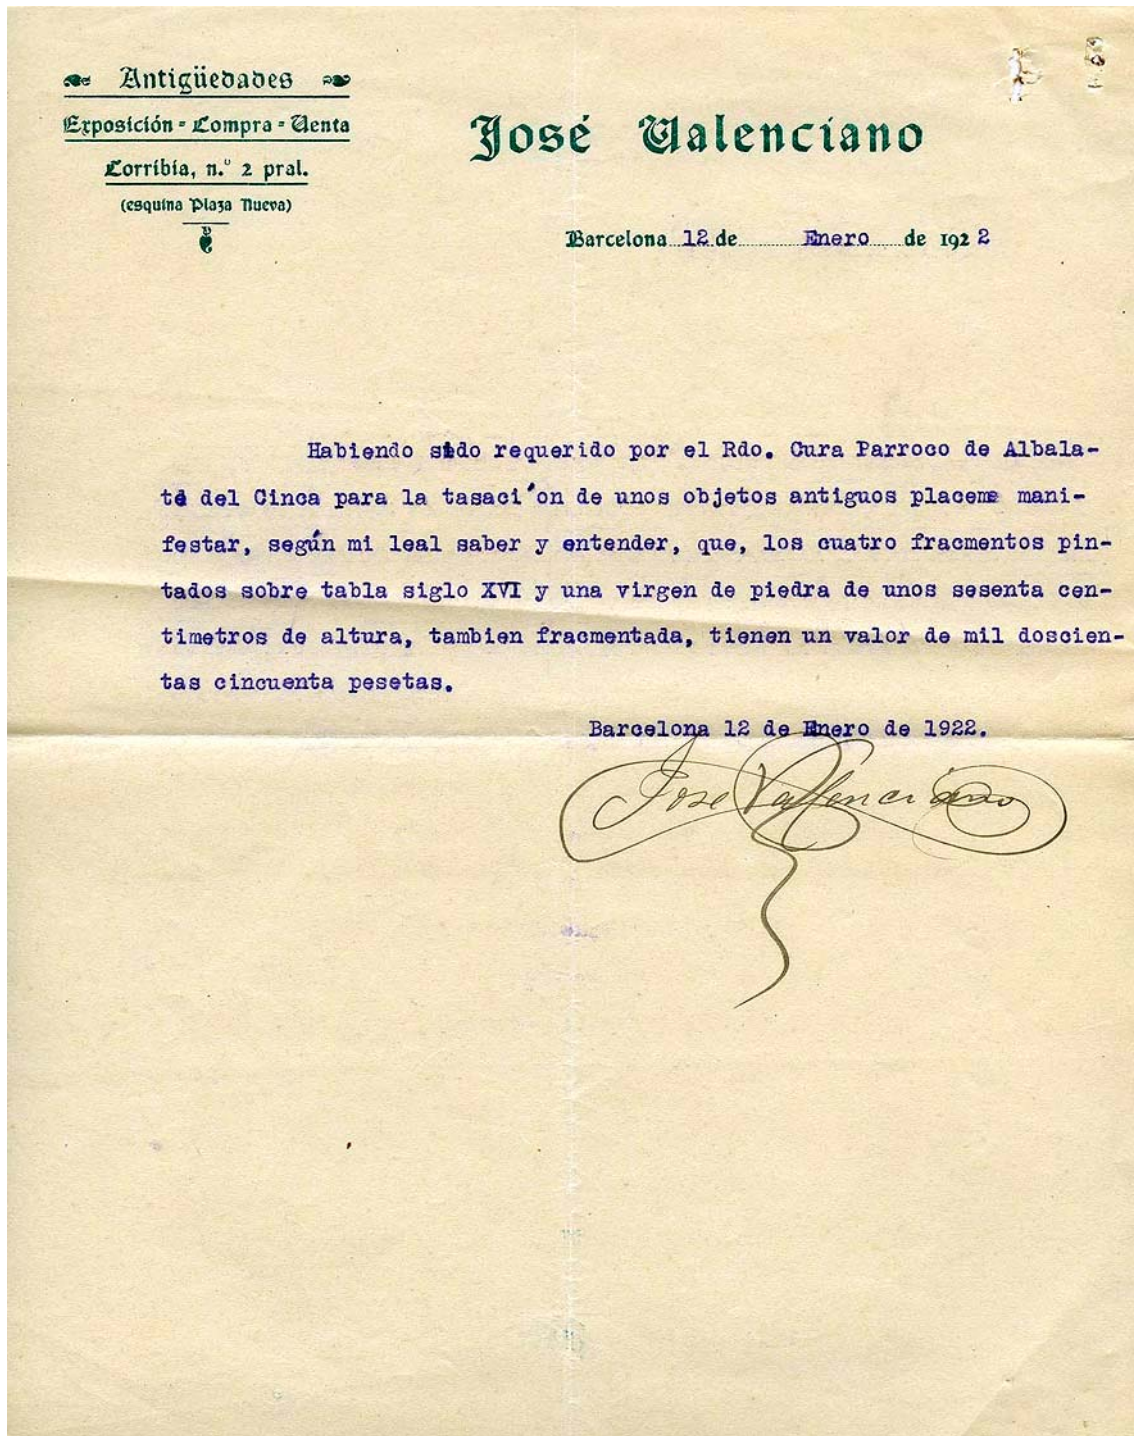 Antigüedades
Exposición - Compra - Venta
Corribia, n.º 2 pral.
(esquina Plaza Nueva)
José Valenciano
Barcelona 12 de Enero de 1922
Habiendo sido requerido por el Rdo. Cura Parroco de Albala-
te del Cinca para la tasaci'on de unos objetos antiguos placeme mani-
festar, según mi leal saber y entender, que, los cuatro fracmentos pin-
tados sobre tabla siglo XVI y una virgen de piedra de unos sesenta cen-
timetros de altura, tambien fracmentada, tienen un valor de mil doscien-
tas cincuenta pesetas.
Barcelona 12 de Enero de 1922.
Jose Valenciano